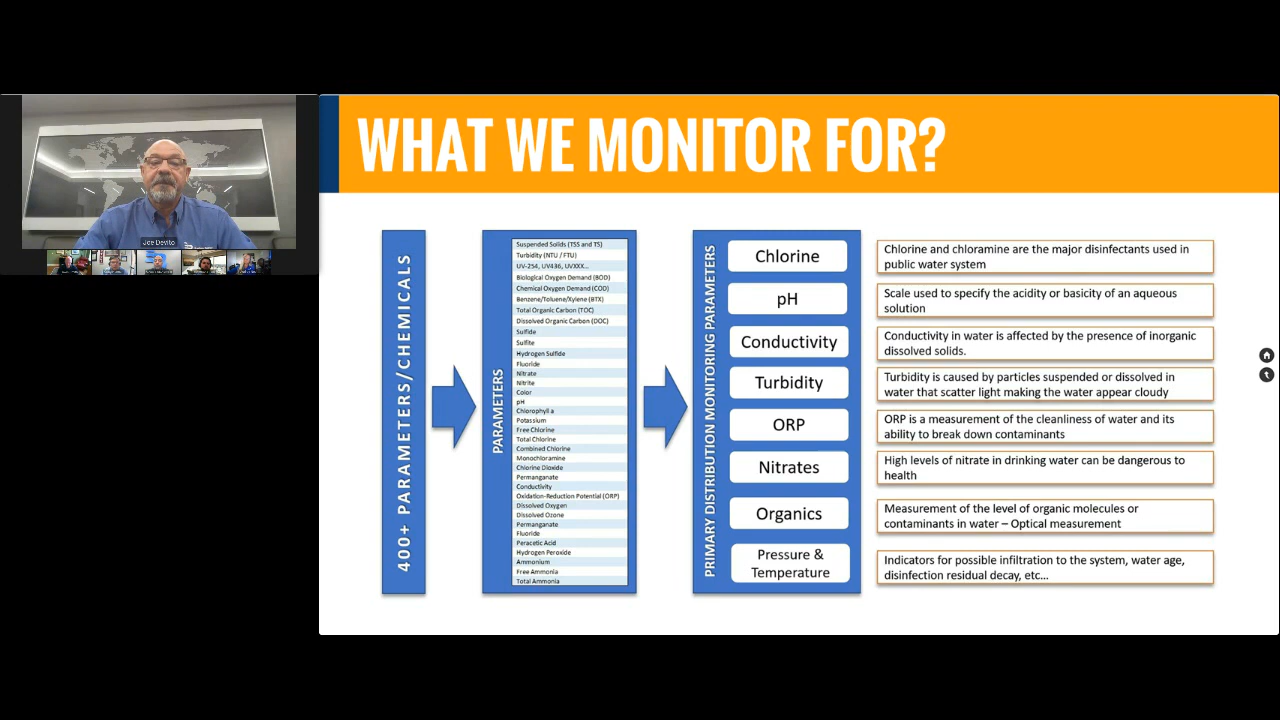 WHAT WE MONITOR FOR?
Joe Devito
400+ PARAMETERS/CHEMICALS
PARAMETERS
Suspended Solids (TSS and TS)
Turbidity (NTU / FTU)
UV-254, UV436, UVXXX...
Biological Oxygen Demand (BOD)
Chemical Oxygen Demand (COD)
Benzene/Toluene/Xylene (BTX)
Total Organic Carbon (TOC)
Dissolved Organic Carbon (DOC)
Sulfide
Sulfite
Hydrogen Sulfide
Fluoride
Nitrate
Nitrite
Color
pH
Chlorophyll a
Potassium
Free Chlorine
Total Chlorine
Combined Chlorine
Monochloramine
Chlorine Dioxide
Permanganate
Conductivity
Oxidation-Reduction Potential (ORP)
Dissolved Oxygen
Dissolved Ozone
Permanganate
Fluoride
Peracetic Acid
Hydrogen Peroxide
Ammonium
Free Ammonia
Total Ammonia
PRIMARY DISTRIBUTION MONITORING PARAMETERS
Chlorine
Chlorine and chloramine are the major disinfectants used in
public water system
pH
Scale used to specify the acidity or basicity of an aqueous
solution
Conductivity
Conductivity in water is affected by the presence of inorganic
dissolved solids.
Turbidity
Turbidity is caused by particles suspended or dissolved in
water that scatter light making the water appear cloudy
ORP
ORP is a measurement of the cleanliness of water and its
ability to break down contaminants
Nitrates
High levels of nitrate in drinking water can be dangerous to
health
Organics
Measurement of the level of organic molecules or
contaminants in water – Optical measurement
Pressure &
Temperature
Indicators for possible infiltration to the system, water age,
disinfection residual decay, etc...